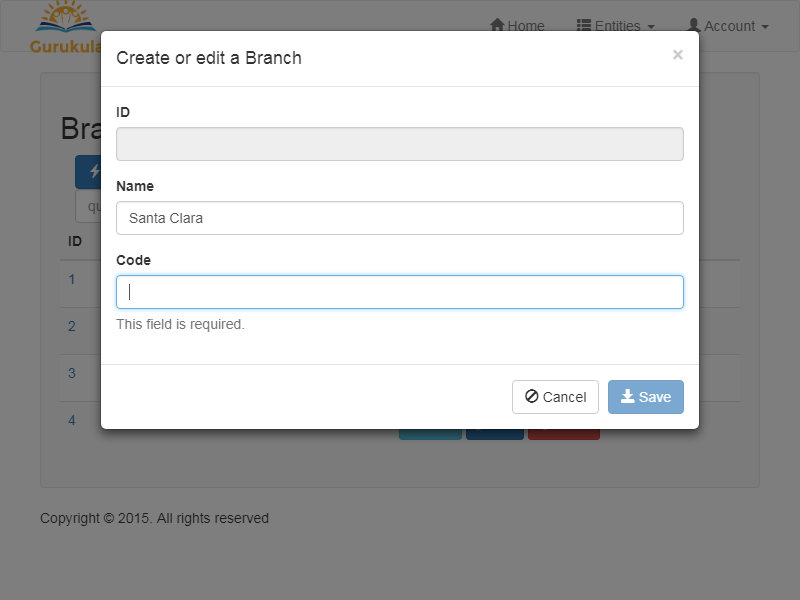 Gurukula
Home
Entities
Account
Create or edit a Branch
×
ID
Name
Santa Clara
Code
This field is required.
Cancel
Save
Bra
qu
ID
1
2
3
4
Copyright © 2015. All rights reserved